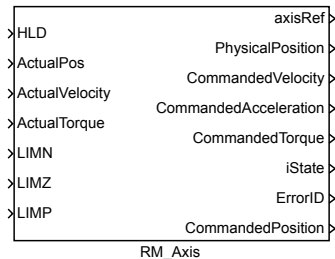 HLD
ActualPos
ActualVelocity
ActualTorque
LIMN
LIMZ
LIMP
axisRef
PhysicalPosition
CommandedVelocity
CommandedAcceleration
CommandedTorque
iState
ErrorID
CommandedPosition
RM_Axis